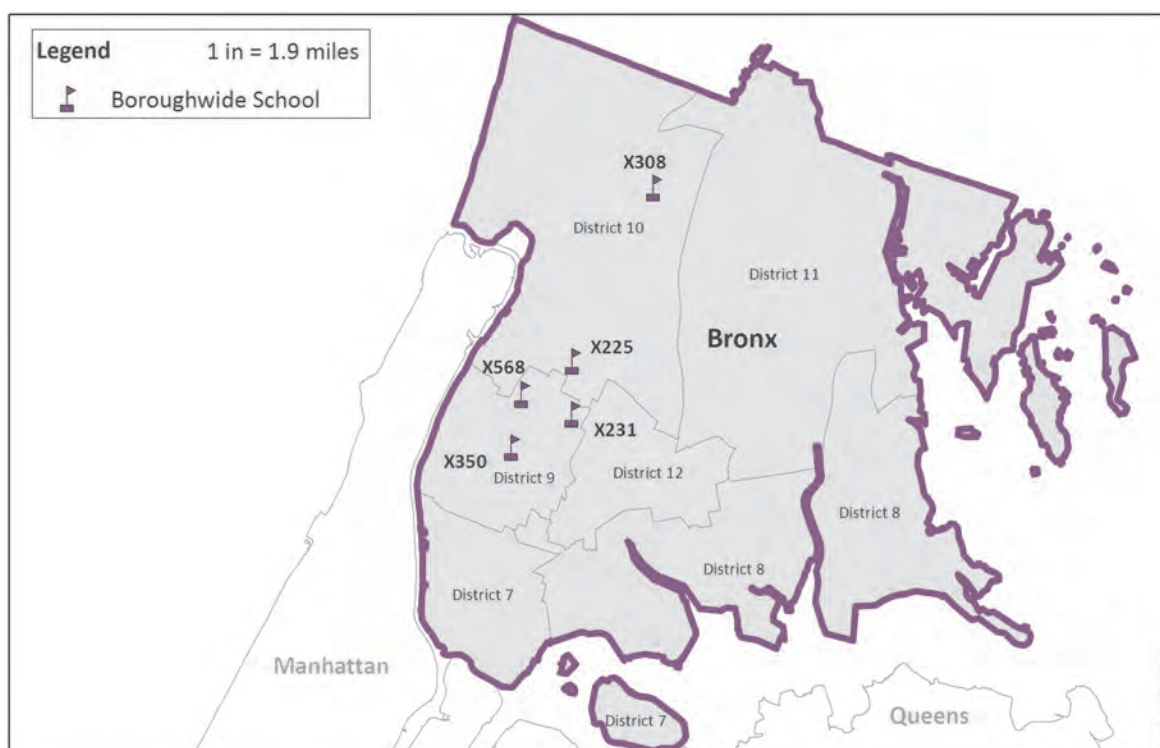 Legend 1 in = 1.9 miles
Boroughwide School
X308
District 10
District 11
Bronx
X225
X568
X231
X350
District 9
District 12
District 8
District 8
District 7
Manhattan
District 7
Queens